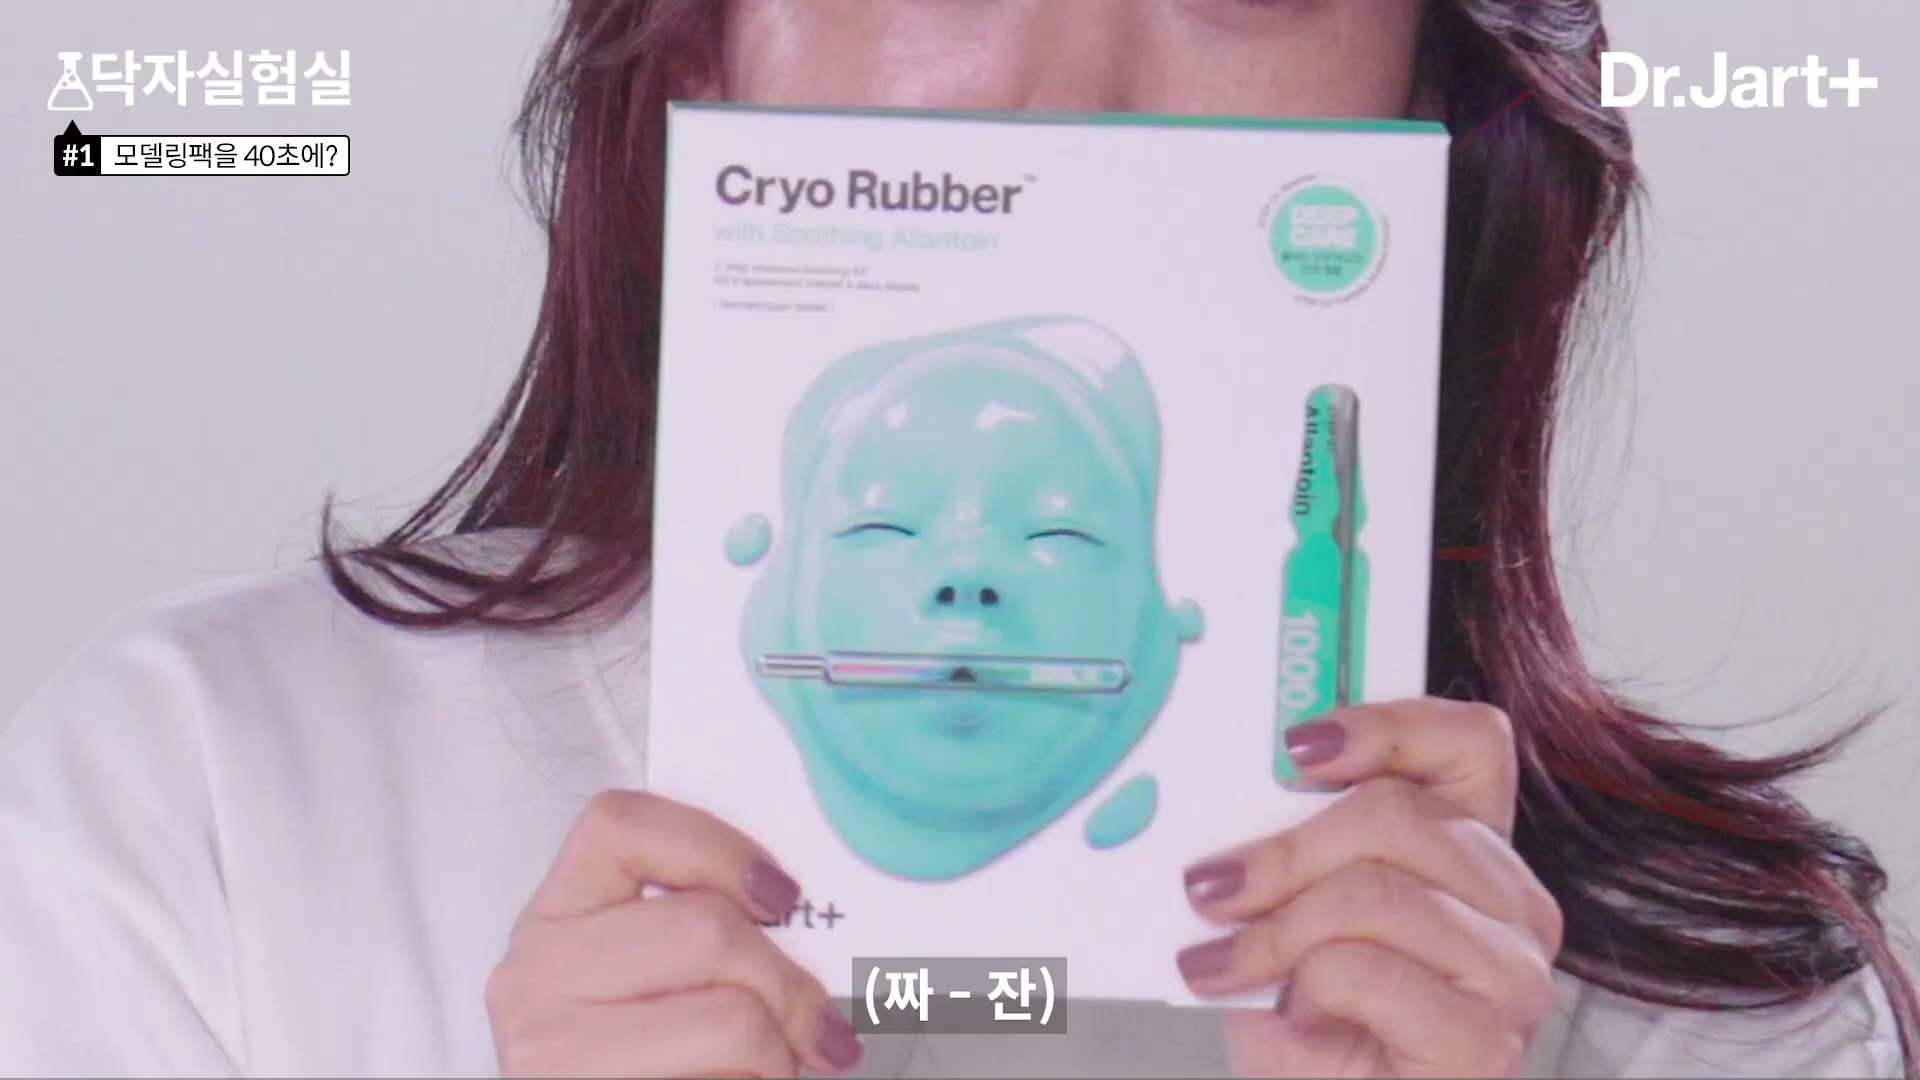 닥자실험실
Dr.Jart+
#1 모델링팩을 40초에?
Cryo Rubber™
with Soothing Allantoin
Allantoin
1000
art+
(짜 - 잔)